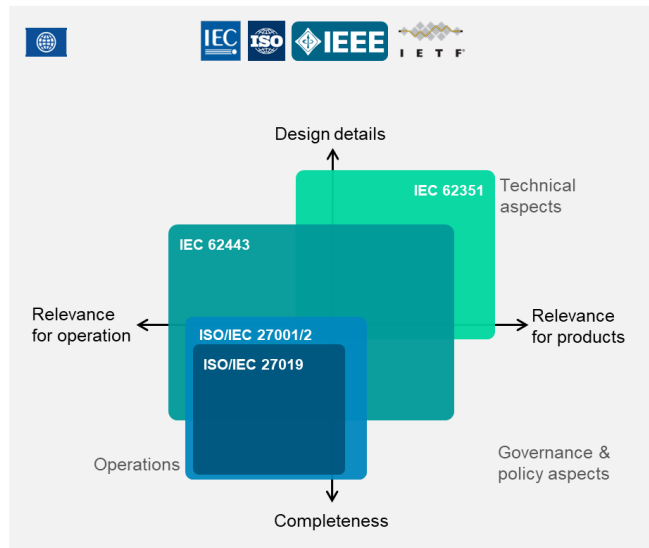 IEC ISO IEEE
I E T F
Design details
IEC 62351
Technical
aspects
IEC 62443
Relevance
for operation
Relevance
for products
ISO/IEC 27001/2
ISO/IEC 27019
Operations
Governance &
policy aspects
Completeness